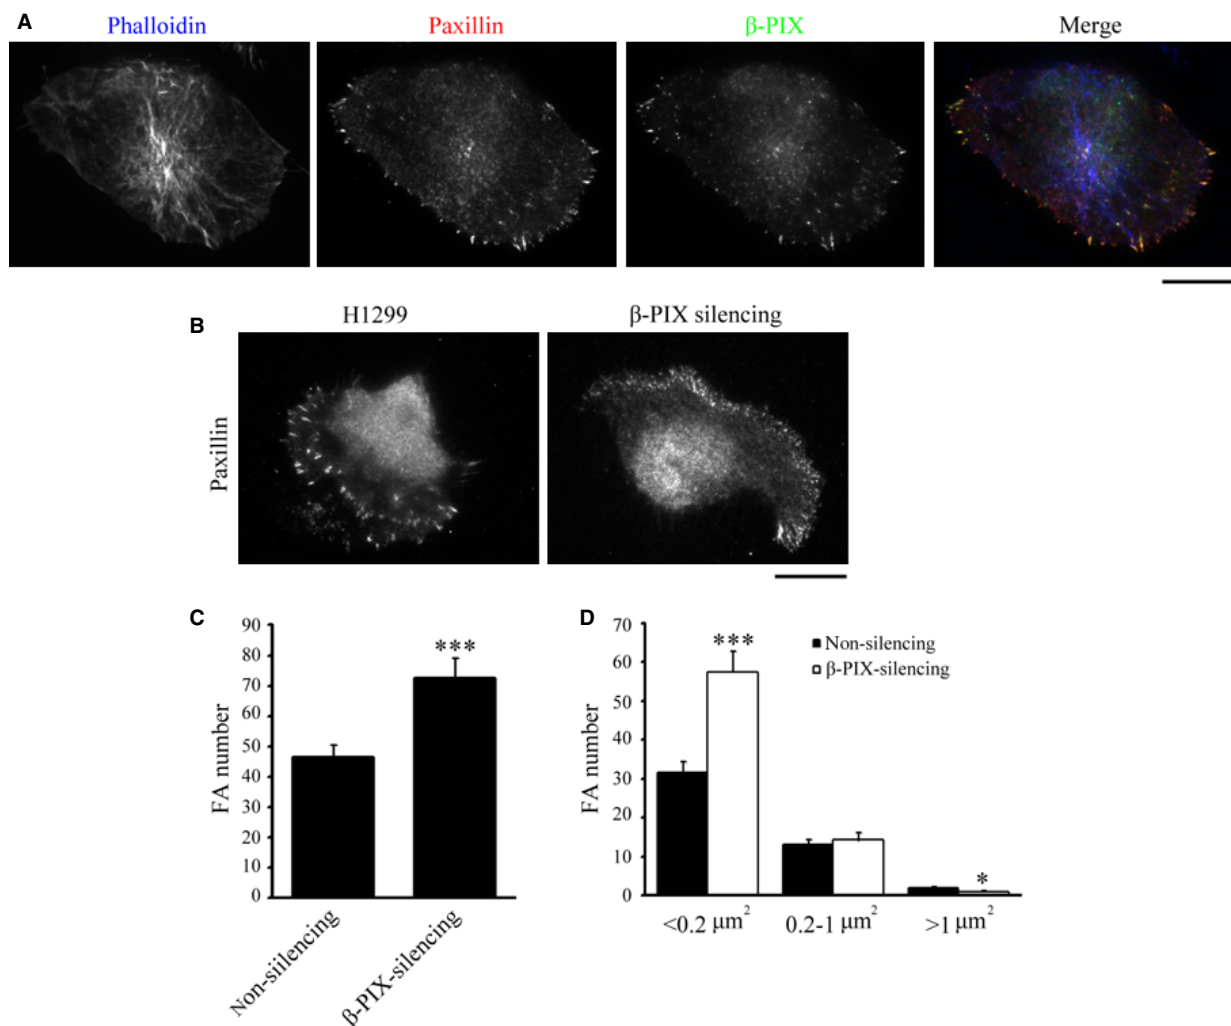 A
Phalloidin
Paxillin
β-PIX
Merge
B
H1299
β-PIX silencing
Paxillin
C
90
80
70
60
50
40
30
20
10
0
FA number
***
Non-siilencing
β-PIX-silencing
D
70
60
50
40
30
20
10
0
FA number
***
*
Non-silencing
β-PIX-silencing
<0.2 μm²
0.2-1 μm²
>1 μm²